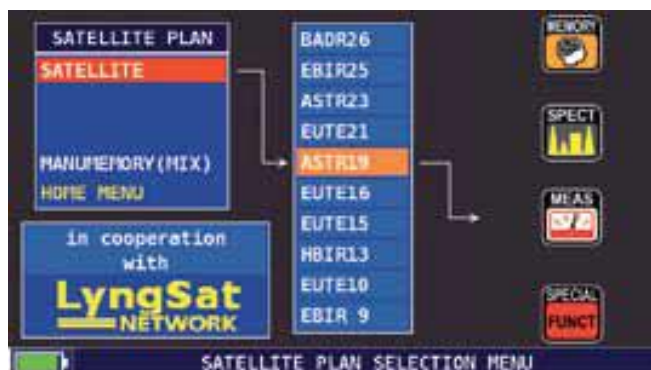 SATELLITE PLAN
SATELLITE
MANUMEMORY(MIX)
HOME MENU
in cooperation
with
LyngSat
NETWORK
BADR26
EBIR25
ASTR23
EUTE21
ASTR19
EUTE16
EUTE15
HBIR13
EUTE10
EBIR 9
MEMORY
SPECT
MEAS
SPECIAL
FUNCT
SATELLITE PLAN SELECTION MENU